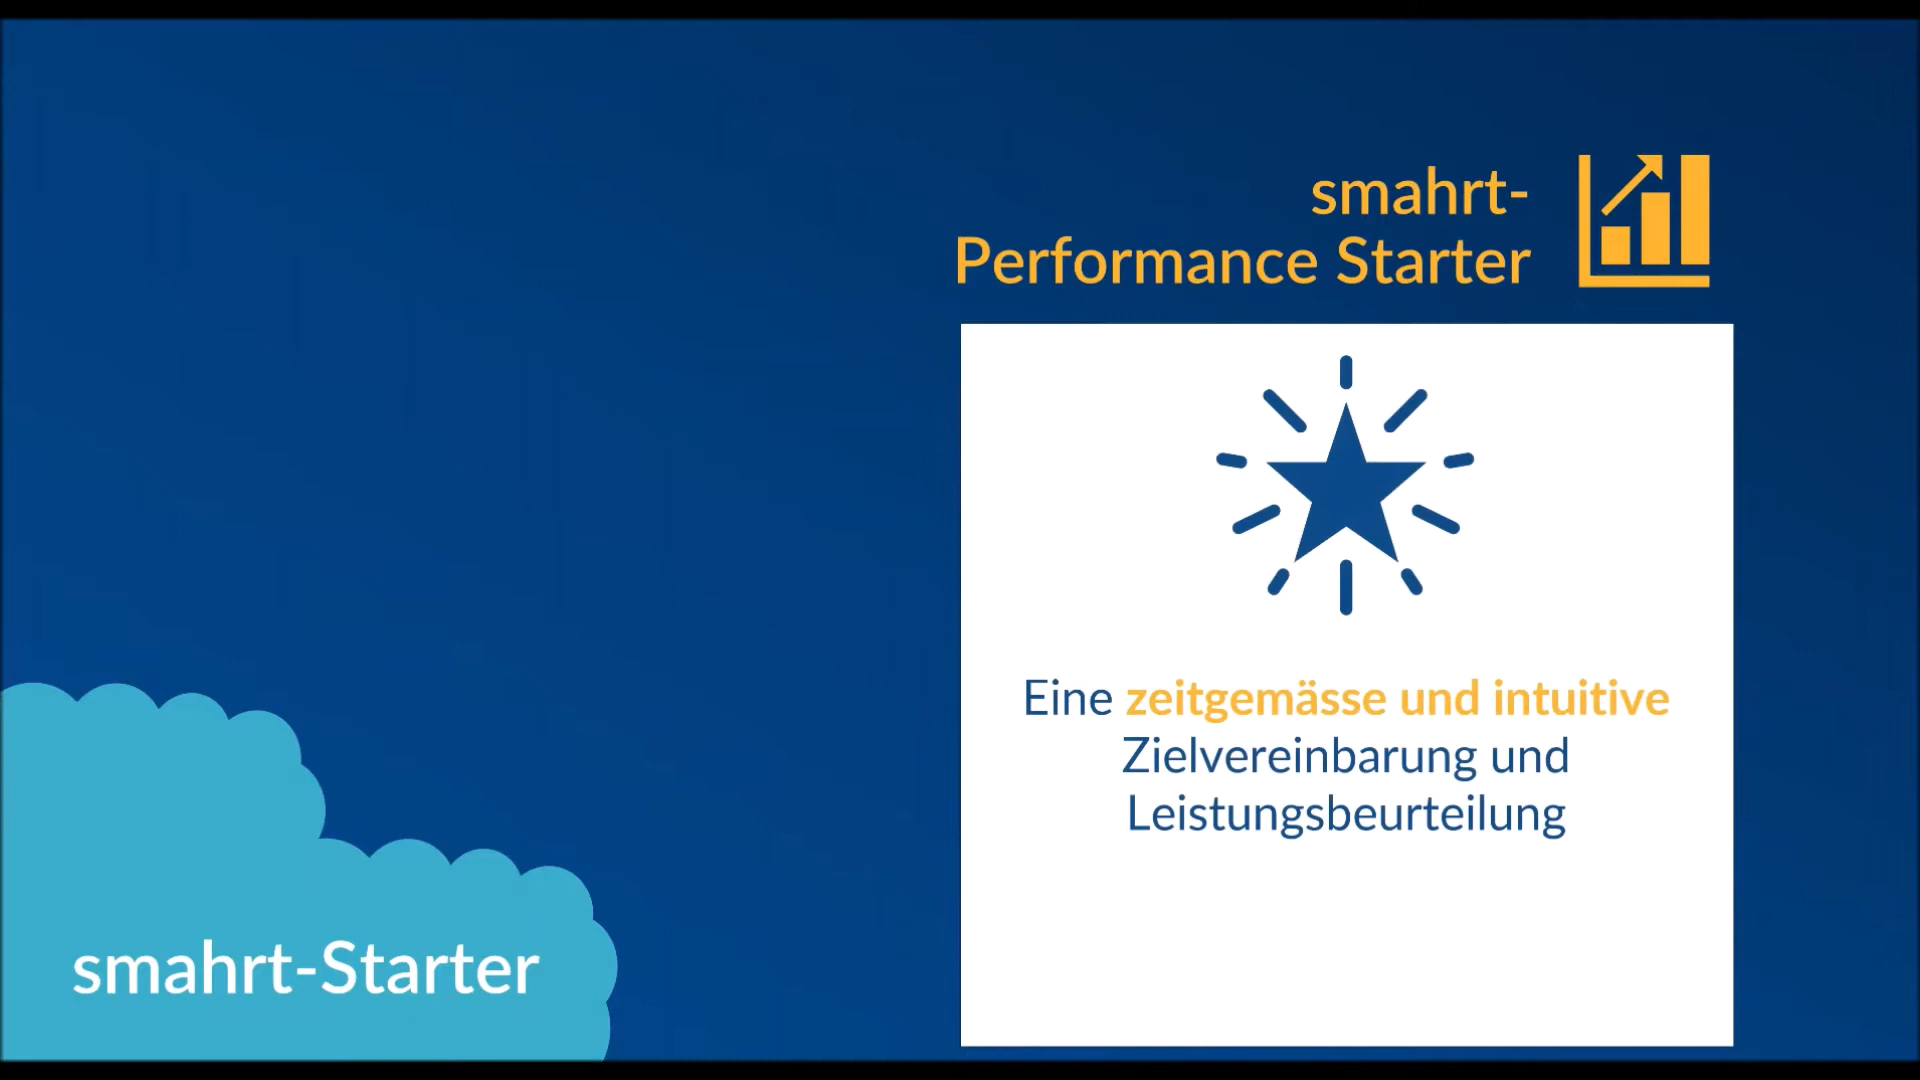 smahrt-
Performance Starter
Eine zeitgemässe und intuitive
Zielvereinbarung und
Leistungsbeurteilung
smahrt-Starter